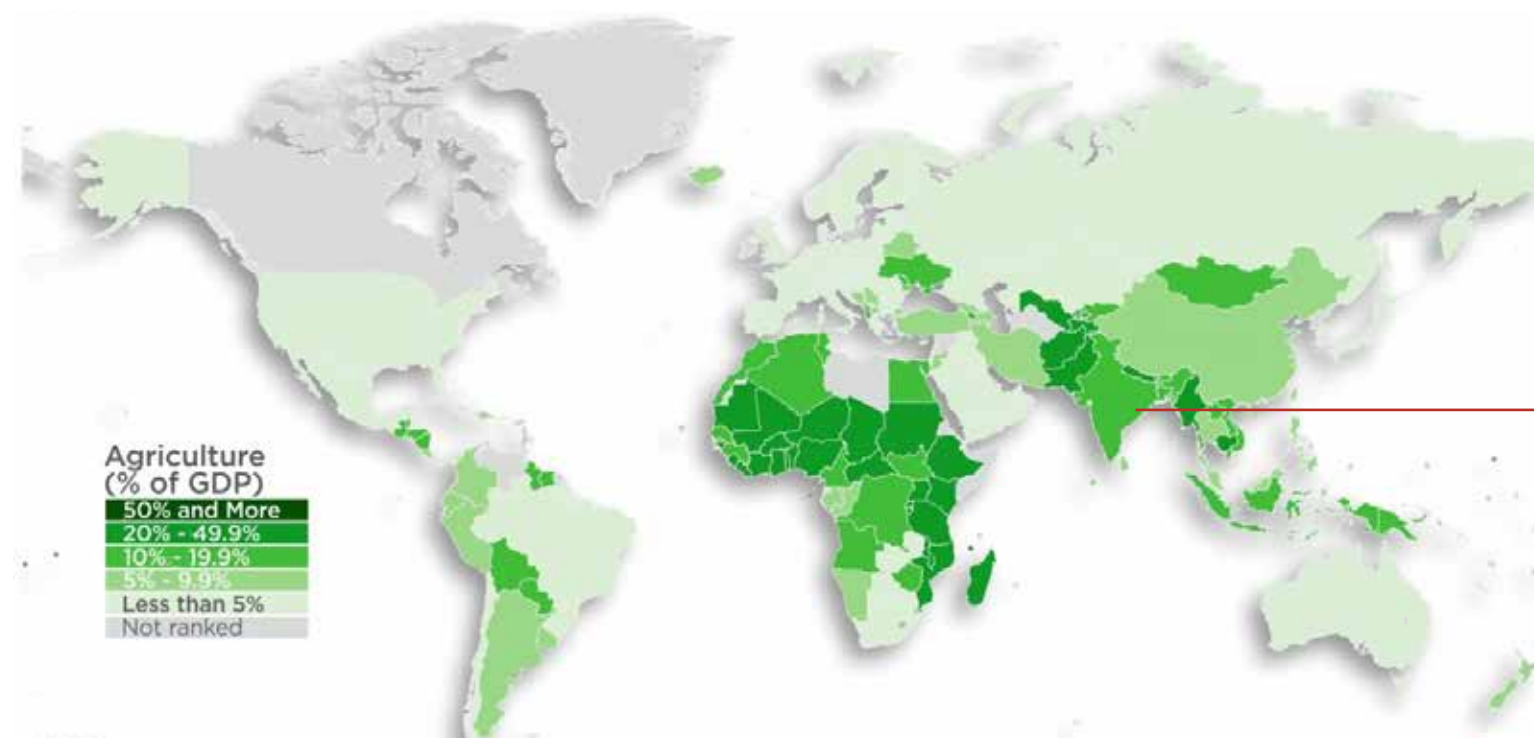 Agriculture
(% of GDP)
50% and More
20% - 49.9%
10% - 19.9%
5% - 9.9%
Less than 5%
Not ranked